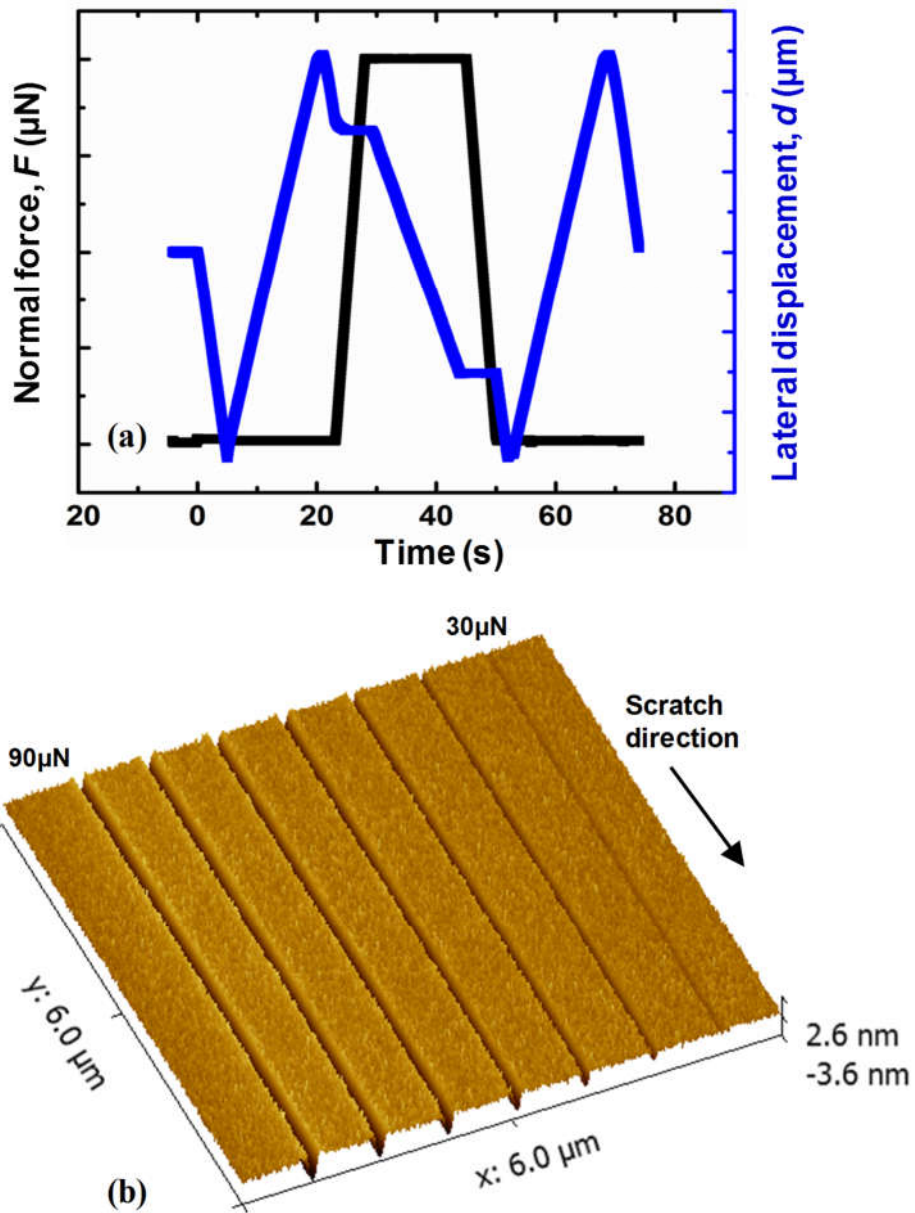 Normal force, F (µN)
Lateral displacement, d (µm)
(a)
20 0 20 40 60 80
Time (s)
30µN
Scratch
direction
90µN
y: 6.0 µm
2.6 nm
-3.6 nm
x: 6.0 µm
(b)